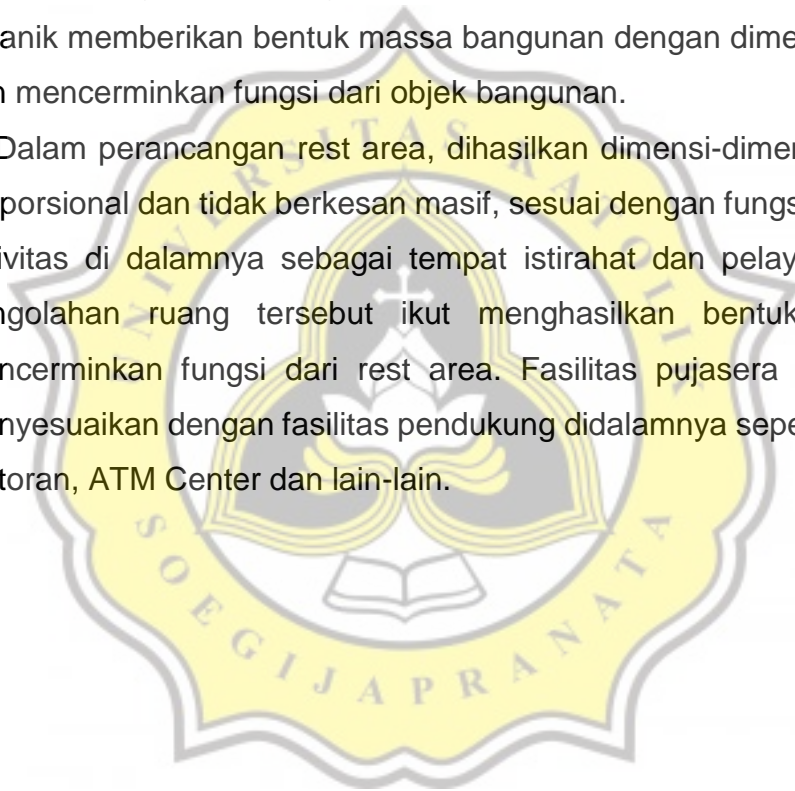 anik memberikan bentuk massa bangunan dengan dime
n mencerminkan fungsi dari objek bangunan.
Dalam perancangan rest area, dihasilkan dimensi-dimen
porsional dan tidak berkesan masif, sesuai dengan fungs
ivitas di dalamnya sebagai tempat istirahat dan pelay
ngolahan ruang tersebut ikut menghasilkan bentuk
ncerminkan fungsi dari rest area. Fasilitas pujasera
nyesuaikan dengan fasilitas pendukung didalamnya sepe
toran, ATM Center dan lain-lain.
UNIVERSITAS KATOLIK
SOEGIJAPRANATA